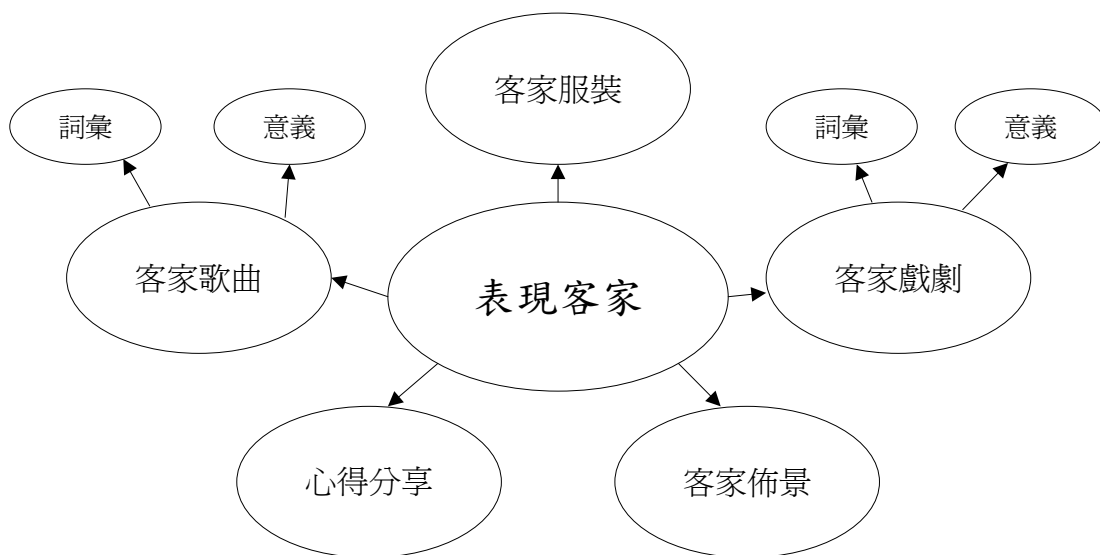 客家服裝
詞彙
意義
詞彙
意義
客家歌曲
表現客家
客家戲劇
心得分享
客家佈景